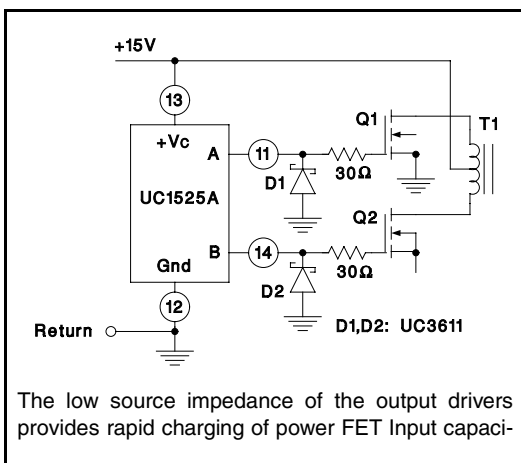 +15V
13
Q1
T1
+Vc
A
11
D1
30Ω
UC1525A
Q2
B
14
Gnd
30Ω
D2
12
D1,D2: UC3611
Return
The low source impedance of the output drivers
provides rapid charging of power FET Input capaci-